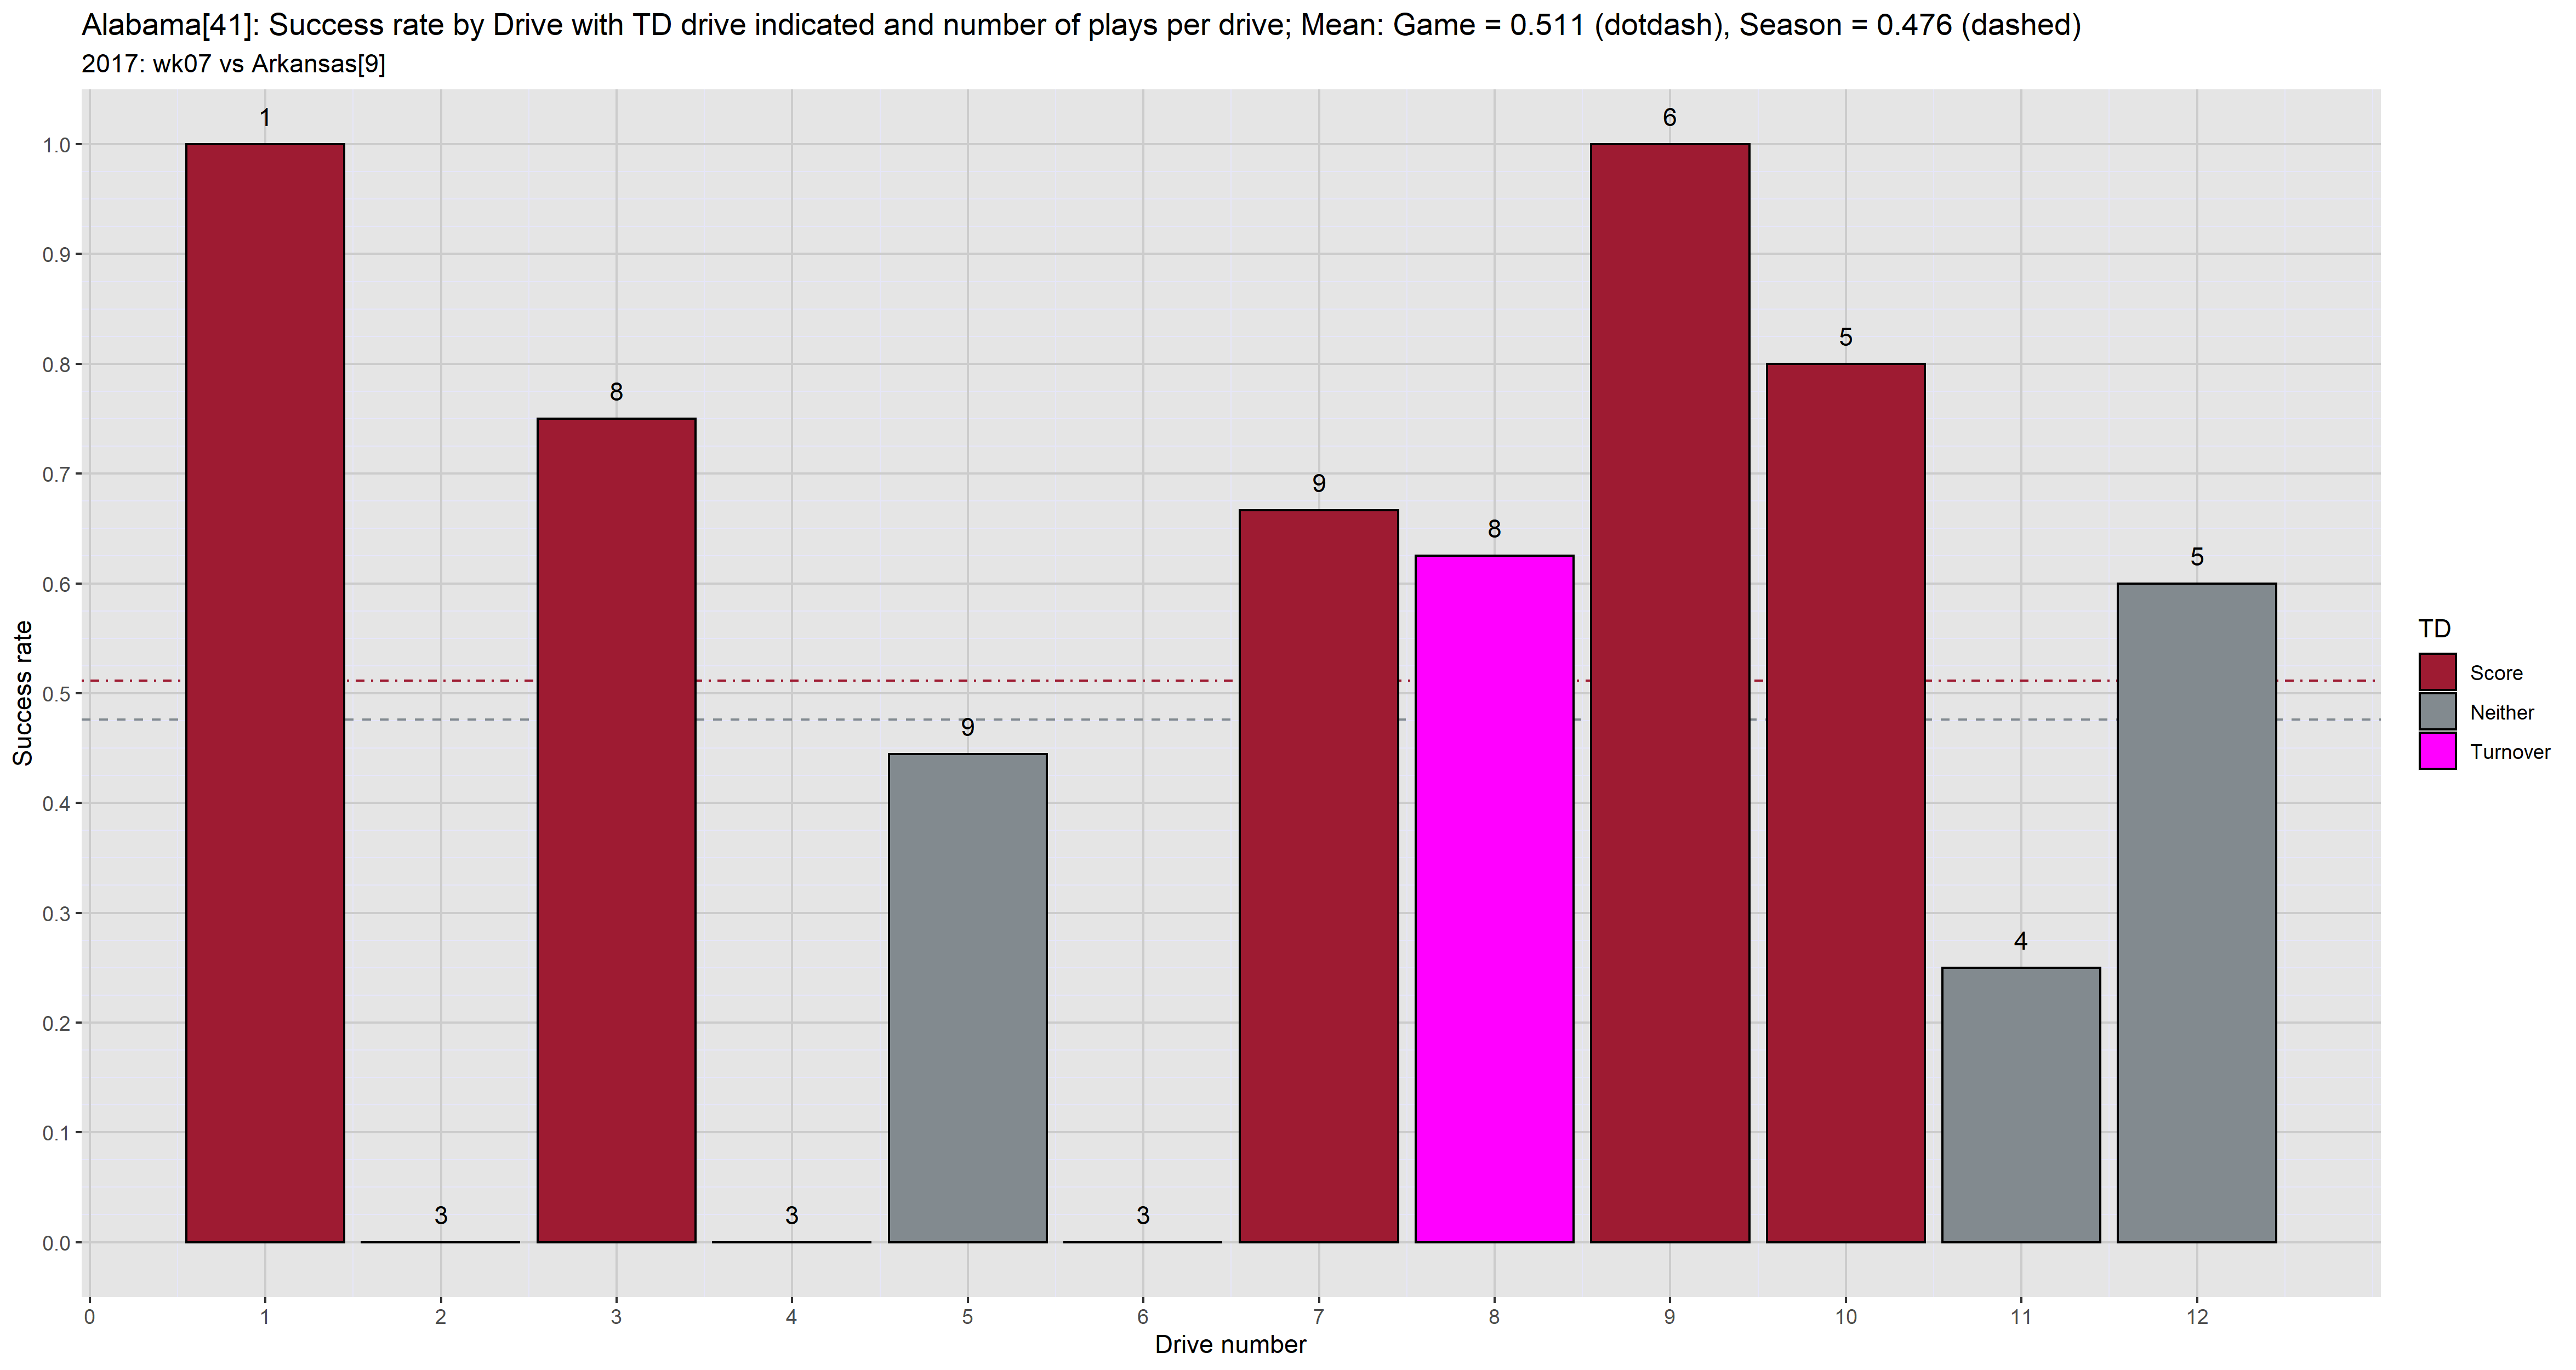 Alabama[41]: Success rate by Drive with TD drive indicated and number of plays per drive; Mean: Game = 0.511 (dotdash), Season = 0.476 (dashed)
2017: wk07 vs Arkansas[9]
Success rate
1.0
0.9
0.8
0.7
0.6
0.5
0.4
0.3
0.2
0.1
0.0
1
3
8
3
9
3
9
8
6
5
4
5
0 1 2 3 4 5 6 7 8 9 10 11 12
Drive number
TD
Score
Neither
Turnover